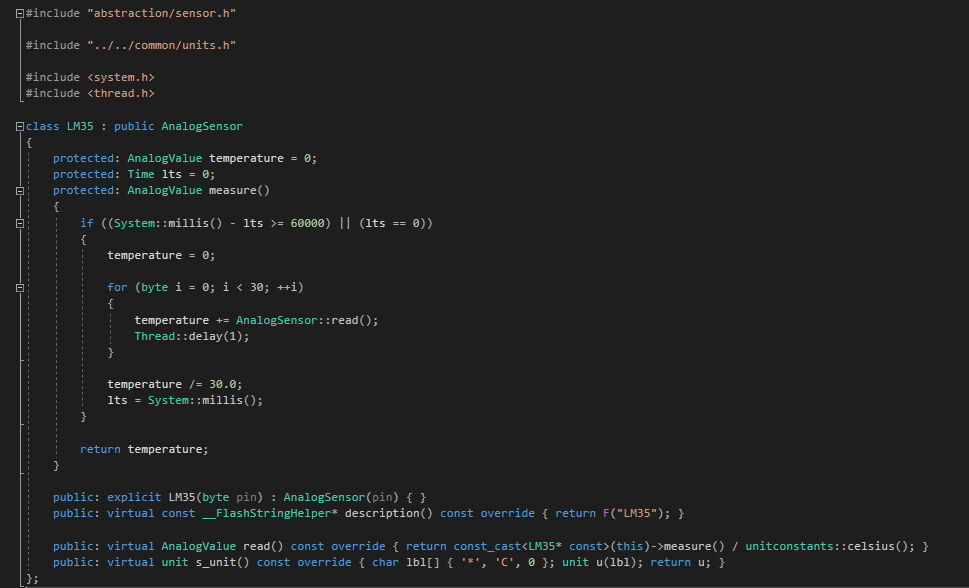 #include "abstraction/sensor.h"
#include "../../common/units.h"
#include <system.h>
#include <thread.h>
class LM35 : public AnalogSensor
{
protected: AnalogValue temperature = 0;
protected: Time lts = 0;
protected: AnalogValue measure()
{
if ((System::millis() - lts >= 60000) || (lts == 0))
{
temperature = 0;
for (byte i = 0; i < 30; ++i)
{
temperature += AnalogSensor::read();
Thread::delay(1);
}
temperature /= 30.0;
lts = System::millis();
}
return temperature;
}
public: explicit LM35(byte pin) : AnalogSensor(pin) { }
public: virtual const __FlashStringHelper* description() const override { return F("LM35"); }
public: virtual AnalogValue read() const override { return const_cast<LM35* const>(this)->measure() / unitconstants::celsius(); }
public: virtual unit s_unit() const override { char lbl[] { '*', 'C', 0 }; unit u(lbl); return u; }
};